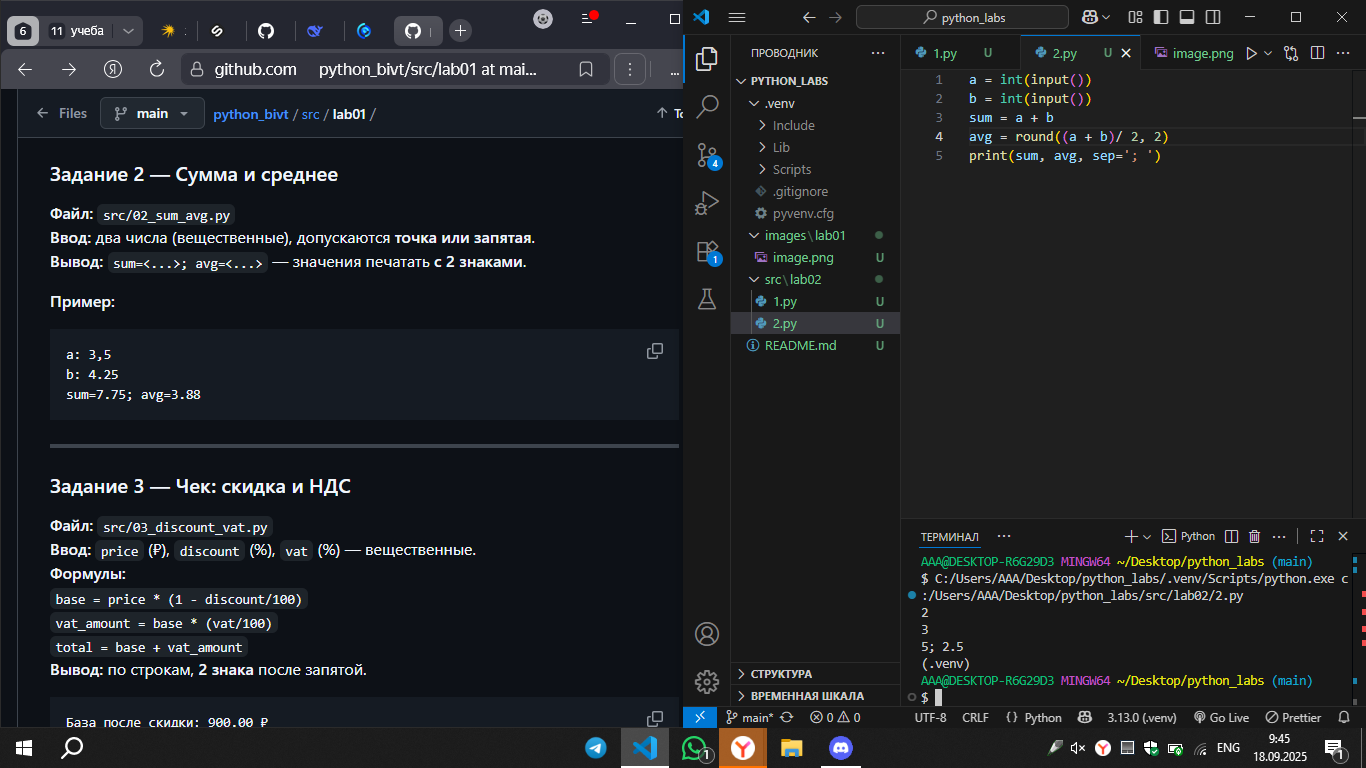 6
11 учеба
github.com python_bivt/src/lab01 at mai...
Files
main
python_bivt / src / lab01 /
Задание 2 — Сумма и среднее
Файл: src/02_sum_avg.py
Ввод: два числа (вещественные), допускаются точка или запятая.
Вывод: sum=<...>; avg=<...> — значения печатать с 2 знаками.
Пример:
a: 3,5
b: 4.25
sum=7.75; avg=3.88
Задание 3 — Чек: скидка и НДС
Файл: src/03_discount_vat.py
Ввод: price (₽), discount (%), vat (%) — вещественные.
Формулы:
base = price * (1 - discount/100)
vat_amount = base * (vat/100)
total = base + vat_amount
Вывод: по строкам, 2 знака после запятой.
База после скидки: 900.00 ₽
python_labs
ПРОВОДНИК
PYTHON_LABS
.venv
Include
Lib
Scripts
.gitignore
pyvenv.cfg
images\lab01
image.png U
src\lab02
1.py U
2.py U
README.md U
СТРУКТУРА
ВРЕМЕННАЯ ШКАЛА
4
1
1.py U
2.py U
image.png
1 a = int(input())
2 b = int(input())
3 sum = a + b
4 avg = round((a + b)/ 2, 2)
5 print(sum, avg, sep='; ')
ТЕРМИНАЛ
Python
AAA@DESKTOP-R6G29D3 MINGW64 ~/Desktop/python_labs (main)
$ C:/Users/AAA/Desktop/python_labs/.venv/Scripts/python.exe c
:/Users/AAA/Desktop/python_labs/src/lab02/2.py
2
3
5; 2.5
(.venv)
AAA@DESKTOP-R6G29D3 MINGW64 ~/Desktop/python_labs (main)
$
main* 0 0 UTF-8 CRLF Python 3.13.0 (.venv) Go Live Prettier
1
ENG
9:45
18.09.2025
1